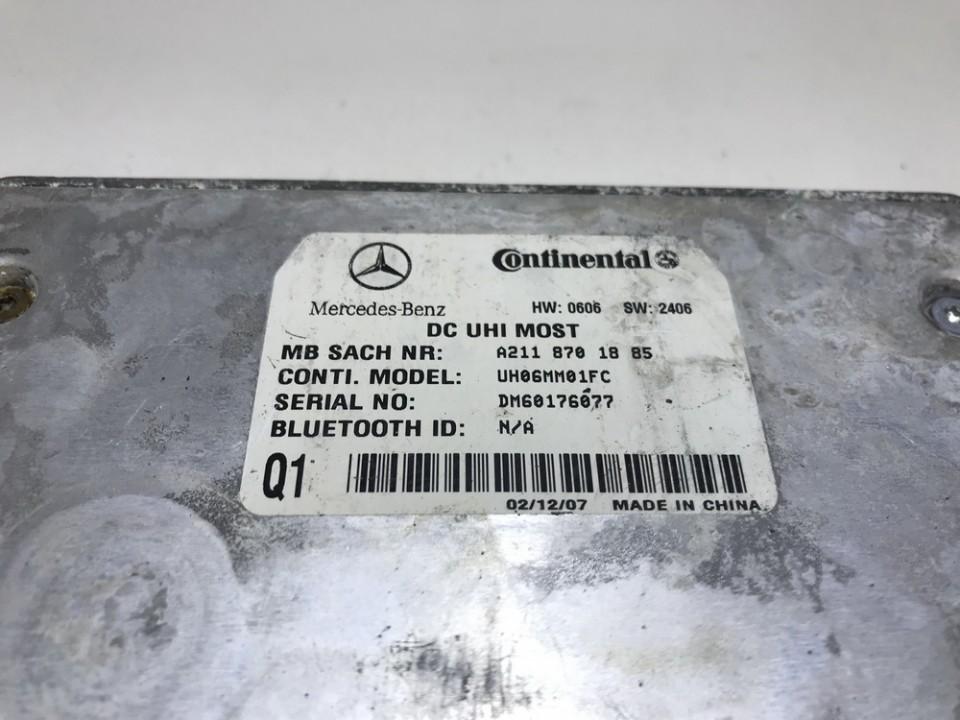 Continental
Mercedes-Benz
HW: 0606 SW: 2406
DC UHI MOST
MB SACH NR: A211 870 18 85
CONTI. MODEL: UH06MM01FC
SERIAL NO: DM60176077
BLUETOOTH ID: N/A
Q1
02/12/07 MADE IN CHINA